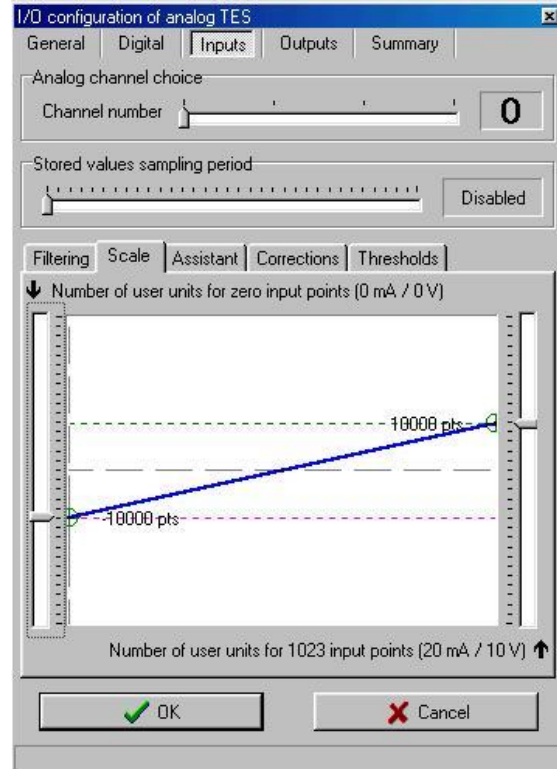 I/O configuration of analog TES
General Digital Inputs Outputs Summary
Analog channel choice
Channel number 0
Stored values sampling period
Disabled
Filtering Scale Assistant Corrections Thresholds
Number of user units for zero input points (0 mA / 0 V)
10000 pts
-10000 pts
Number of user units for 1023 input points (20 mA / 10 V)
OK Cancel